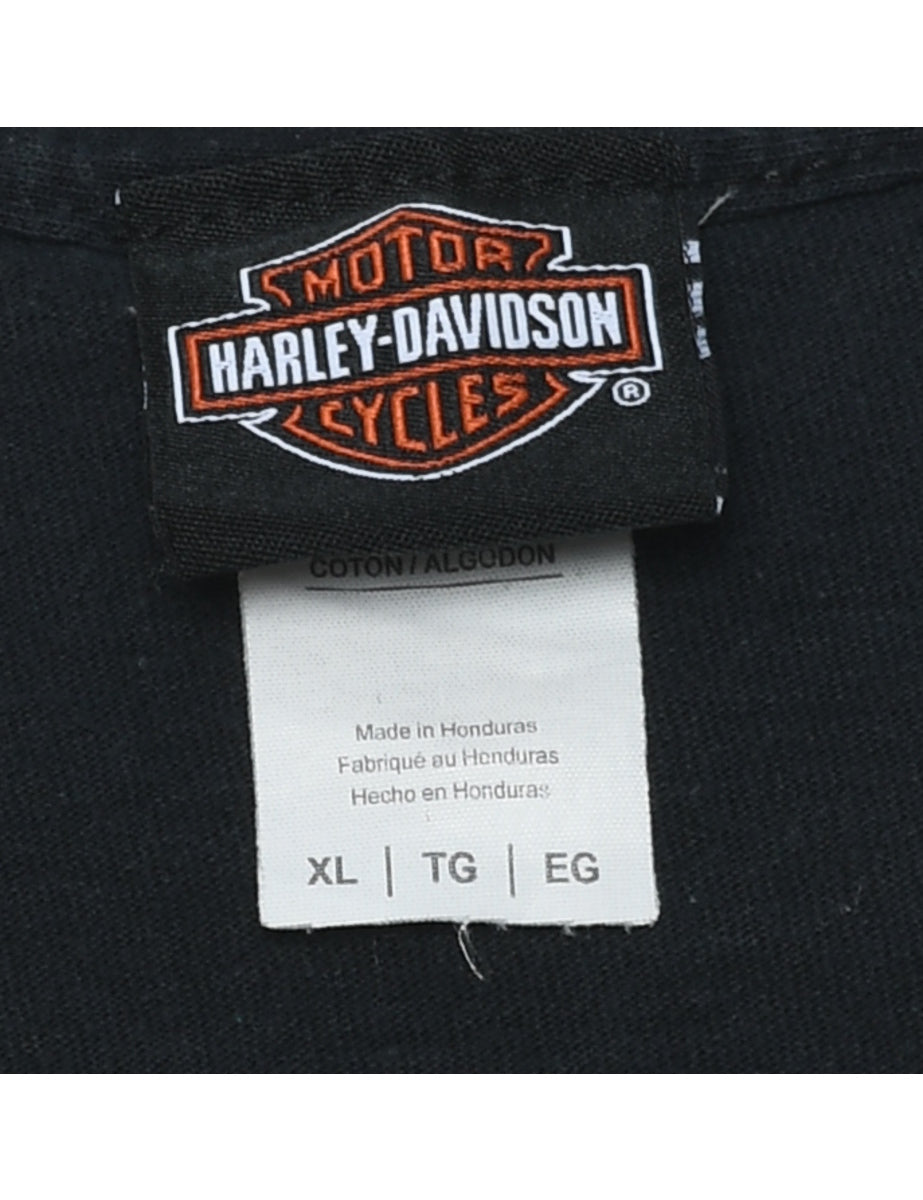 MOTOR
HARLEY-DAVIDSON
CYCLES
®
COTON / ALGODON
Made in Honduras
Fabriqué au Honduras
Hecho en Honduras
XL | TG | EG